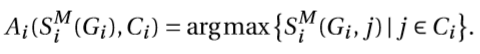 A_i(S_i^M(G_i), C_i) = argmax{S_i^M(G_i, j) | j ∈ C_i}.